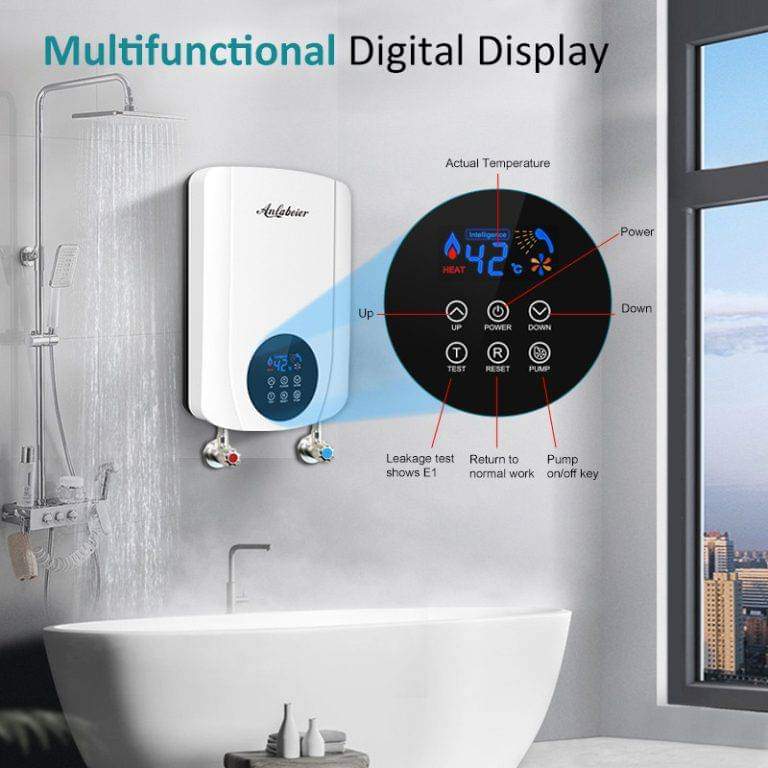 Multifunctional Digital Display
Anlabeier
Actual Temperature
Power
Up
Down
Intelligence
HEAT
42 °C
UP
POWER
DOWN
T
R
TEST
RESET
PUMP
Leakage test
shows E1
Return to
normal work
Pump
on/off key
42